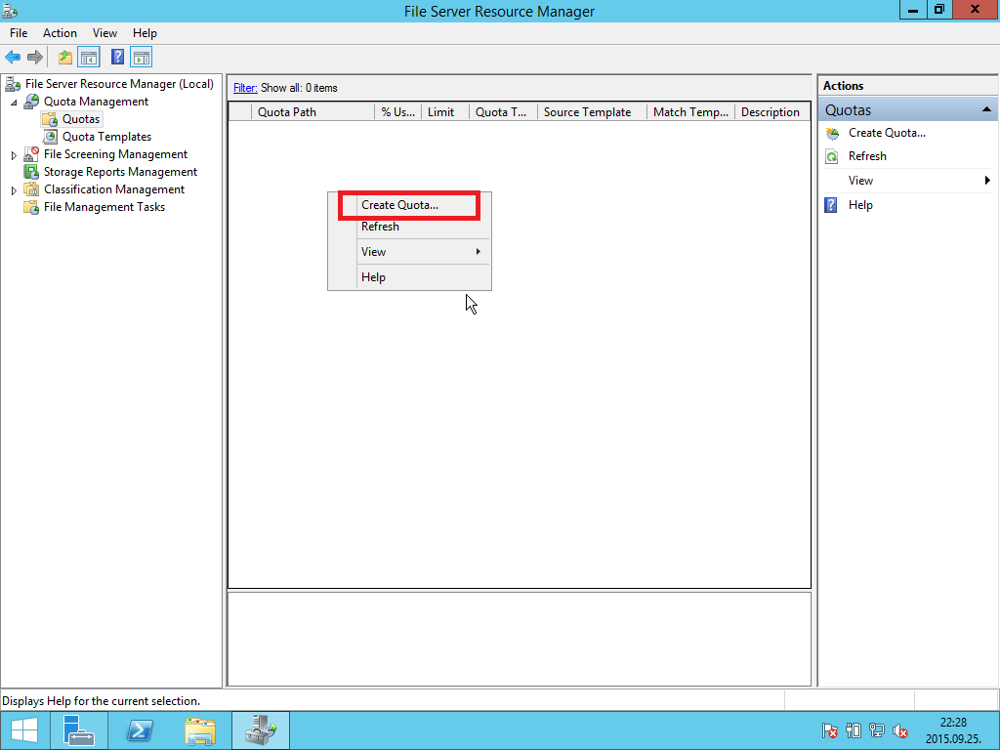 File Server Resource Manager
File Action View Help
File Server Resource Manager (Local)
Quota Management
Quotas
Quota Templates
File Screening Management
Storage Reports Management
Classification Management
File Management Tasks
Filter: Show all: 0 items
Quota Path % Us... Limit Quota T... Source Template Match Temp... Description
Create Quota...
Refresh
View
Help
Actions
Quotas
Create Quota...
Refresh
View
Help
Displays Help for the current selection.
22:28
2015.09.25.